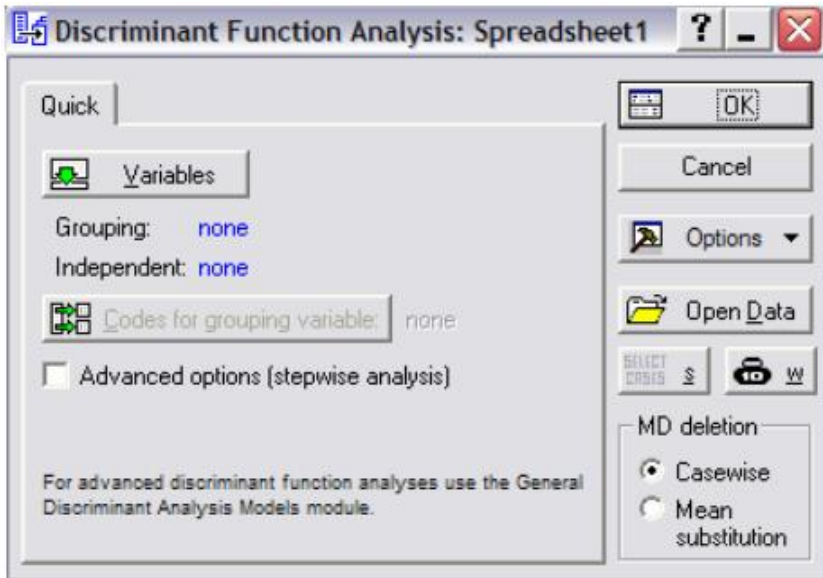 Discriminant Function Analysis: Spreadsheet1
Quick
Variables
Grouping: none
Independent: none
Codes for grouping variable: none
Advanced options (stepwise analysis)
For advanced discriminant function analyses use the General
Discriminant Analysis Models module.
OK
Cancel
Options
Open Data
SELECT
CASES S
W
MD deletion
Casewise
Mean
substitution